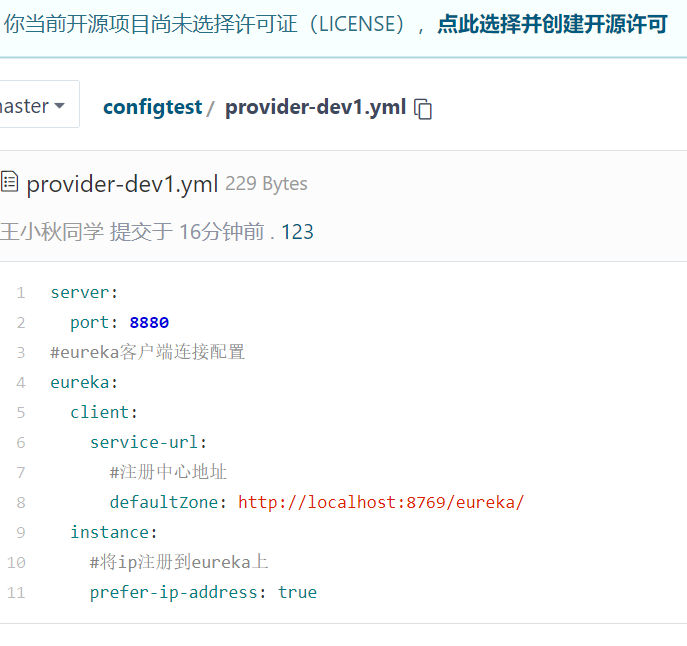 你当前开源项目尚未选择许可证（LICENSE），点此选择并创建开源许可
master
configtest / provider-dev1.yml
provider-dev1.yml 229 Bytes
王小秋同学 提交于 16分钟前 . 123
1 server:
2   port: 8880
3 #eureka客户端连接配置
4 eureka:
5   client:
6     service-url:
7       #注册中心地址
8       defaultZone: http://localhost:8769/eureka/
9   instance:
10     #将ip注册到eureka上
11     prefer-ip-address: true